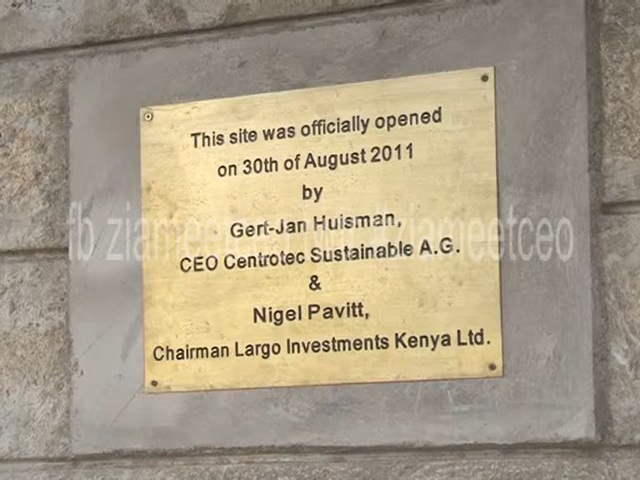 This site was officially opened
on 30th of August 2011
by
Gert-Jan Huisman,
CEO Centrotec Sustainable A.G.
&
Nigel Pavitt,
Chairman Largo Investments Kenya Ltd.